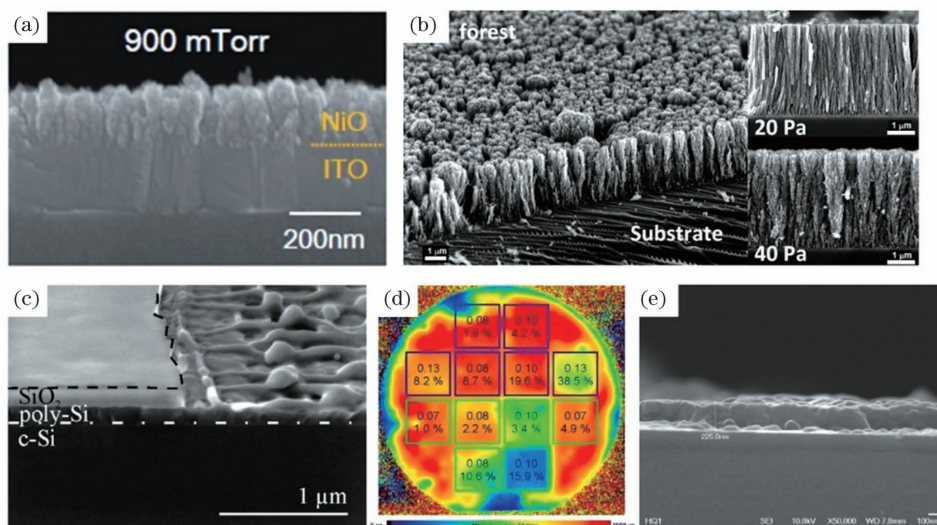 (a)
900 mTorr
NiO
ITO
200nm
(b)
forest
20 Pa
1 μm
40 Pa
1 μm
Substrate
1 μm
(c)
SiO2
poly-Si
c-Si
1 μm
(d)
0.08
1.9 %
0.10
4.2 %
0.13
8.2 %
0.08
8.7 %
0.10
19.6 %
0.13
38.5 %
0.07
1.0 %
0.08
2.2 %
0.10
3.4 %
0.07
4.9 %
0.08
10.6 %
0.10
15.9 %
(e)
225.0nm
HQ1
SEI
10.0kV
X50,000
WD 7.8mm
100nm